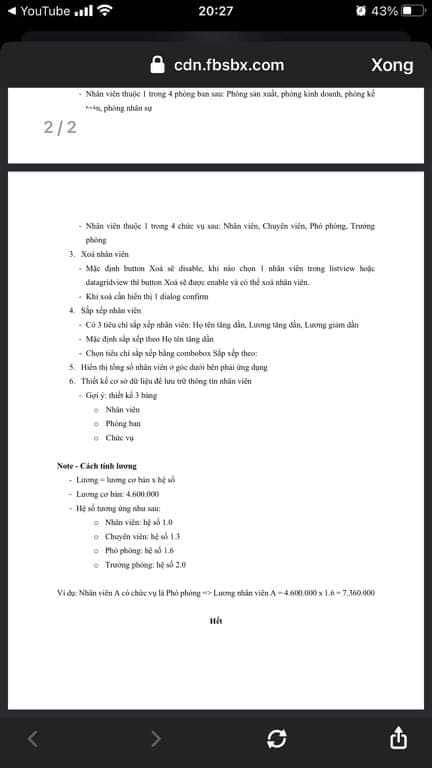 YouTube
20:27
43%
cdn.fbsbx.com
Xong
- Nhân viên thuộc 1 trong 4 phòng ban sau: Phòng sản xuất, phòng kinh doanh, phòng kế
phòng nhân sự
2 / 2
- Nhân viên thuộc 1 trong 4 chức vụ sau: Nhân viên, Chuyên viên, Phó phòng, Trưởng
phòng
3. Xoá nhân viên
- Mặc định button Xoá sẽ disable, khi nào chọn 1 nhân viên trong listview hoặc
datagridview thì button Xoá sẽ được enable và có thể xoá nhân viên.
- Khi xoá cần hiển thị 1 dialog confirm
4. Sắp xếp nhân viên
- Có 3 tiêu chí sắp xếp nhân viên: Họ tên tăng dần, Lương tăng dần, Lương giảm dần
- Mặc định sắp xếp theo Họ tên tăng dần
- Chọn tiêu chí sắp xếp bằng combobox Sắp xếp theo:
5. Hiển thị tổng số nhân viên ở góc dưới bên phải ứng dụng
6. Thiết kế cơ sở dữ liệu để lưu trữ thông tin nhân viên
- Gợi ý: thiết kế 3 bảng
o Nhân viên
o Phòng ban
o Chức vụ
Note - Cách tính lương
- Lương = lương cơ bản x hệ số
- Lương cơ bản: 4.600.000
- Hệ số tương ứng như sau:
o Nhân viên: hệ số 1.0
o Chuyên viên: hệ số 1.3
o Phó phòng: hệ số 1.6
o Trưởng phòng: hệ số 2.0
Ví dụ: Nhân viên A có chức vụ là Phó phòng => Lương nhân viên A = 4.600.000 x 1.6 = 7.360.000
Hết